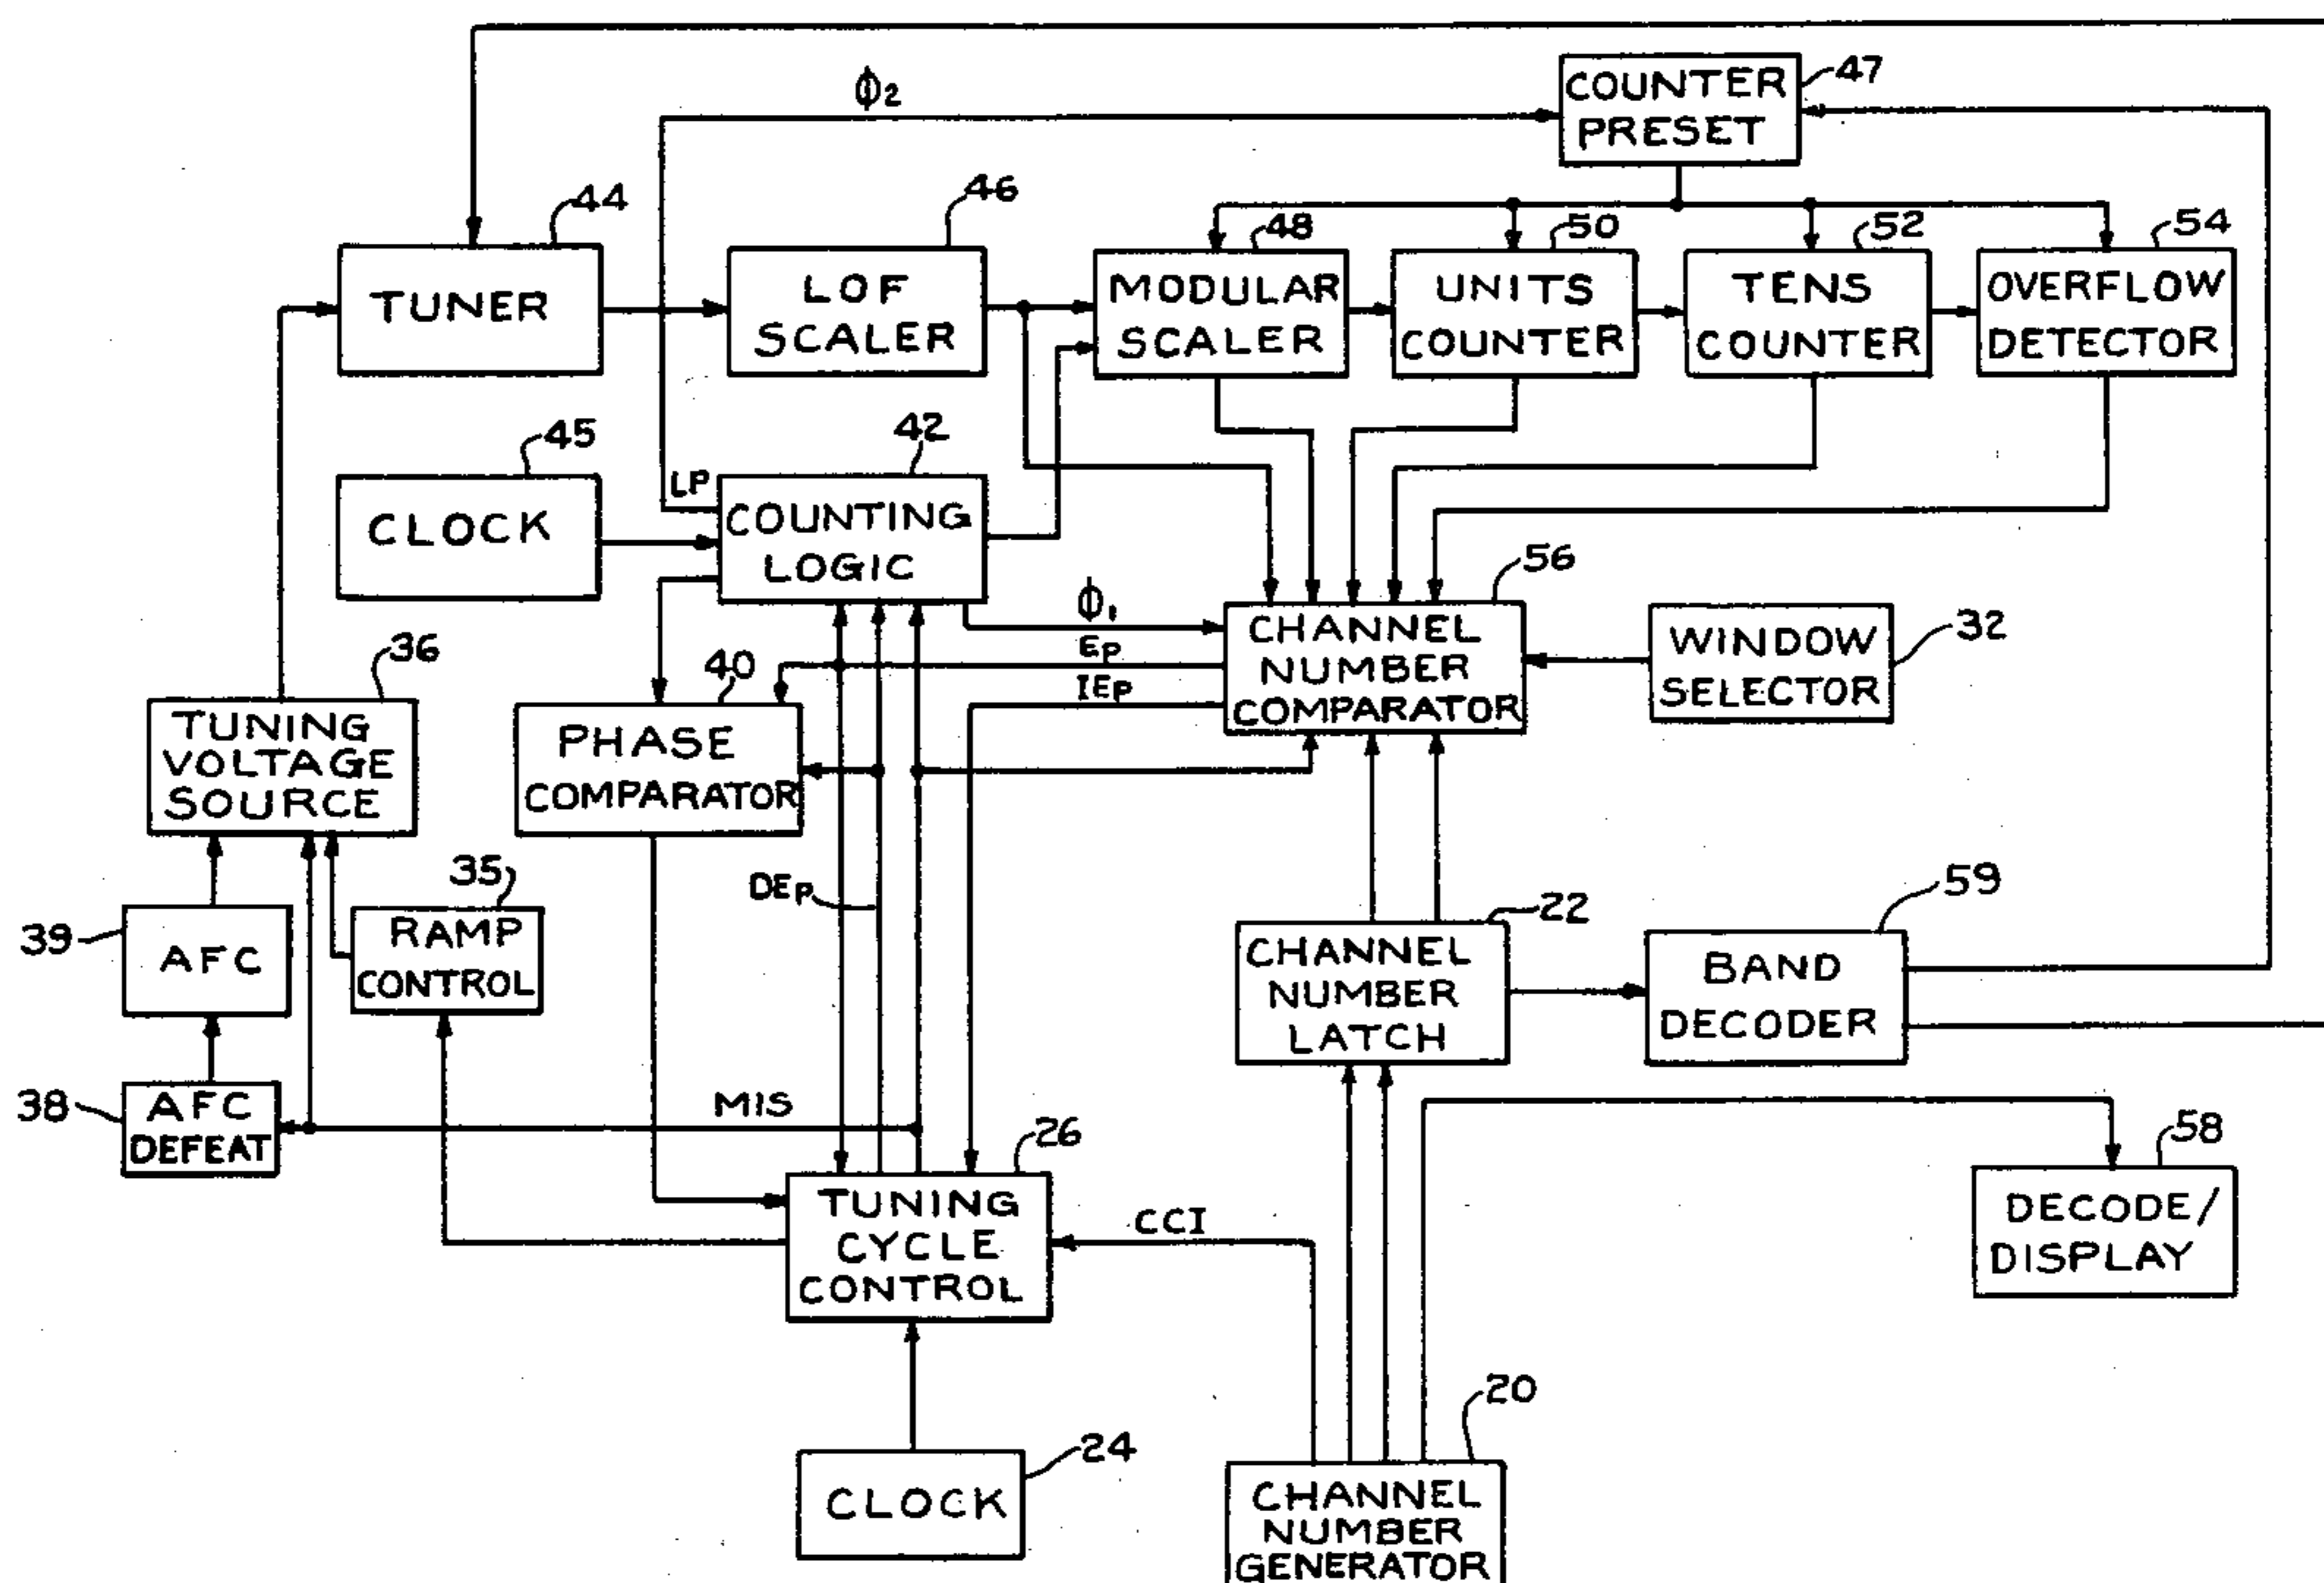 ϕ2
COUNTER
PRESET
47
44
TUNER
46
LOF
SCALER
48
MODULAR
SCALER
50
UNITS
COUNTER
52
TENS
COUNTER
54
OVERFLOW
DETECTOR
45
CLOCK
LP
42
COUNTING
LOGIC
ϕ1
EP
IEP
56
CHANNEL
NUMBER
COMPARATOR
WINDOW
SELECTOR
32
36
TUNING
VOLTAGE
SOURCE
40
PHASE
COMPARATOR
DEP
35
RAMP
CONTROL
39
AFC
38
AFC
DEFEAT
MIS
22
CHANNEL
NUMBER
LATCH
59
BAND
DECODER
26
TUNING
CYCLE
CONTROL
CCI
58
DECODE/
DISPLAY
24
CLOCK
20
CHANNEL
NUMBER
GENERATOR